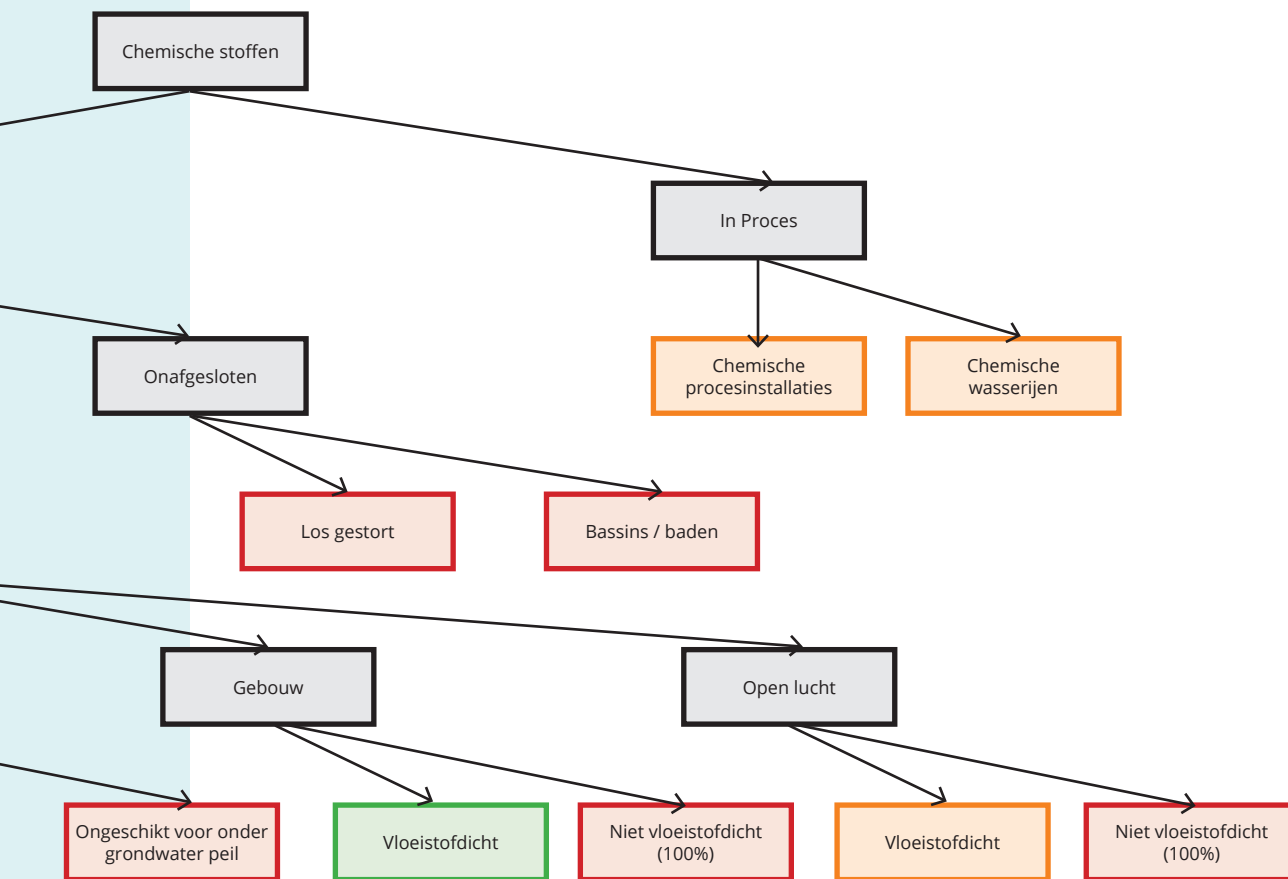 Chemische stoffen
In Proces
Chemische
procesinstallaties
Chemische
wasserijen
Onafgesloten
Los gestort
Bassins / baden
Gebouw
Open lucht
Ongeschikt voor onder
grondwater peil
Vloeistofdicht
Niet vloeistofdicht
(100%)
Vloeistofdicht
Niet vloeistofdicht
(100%)